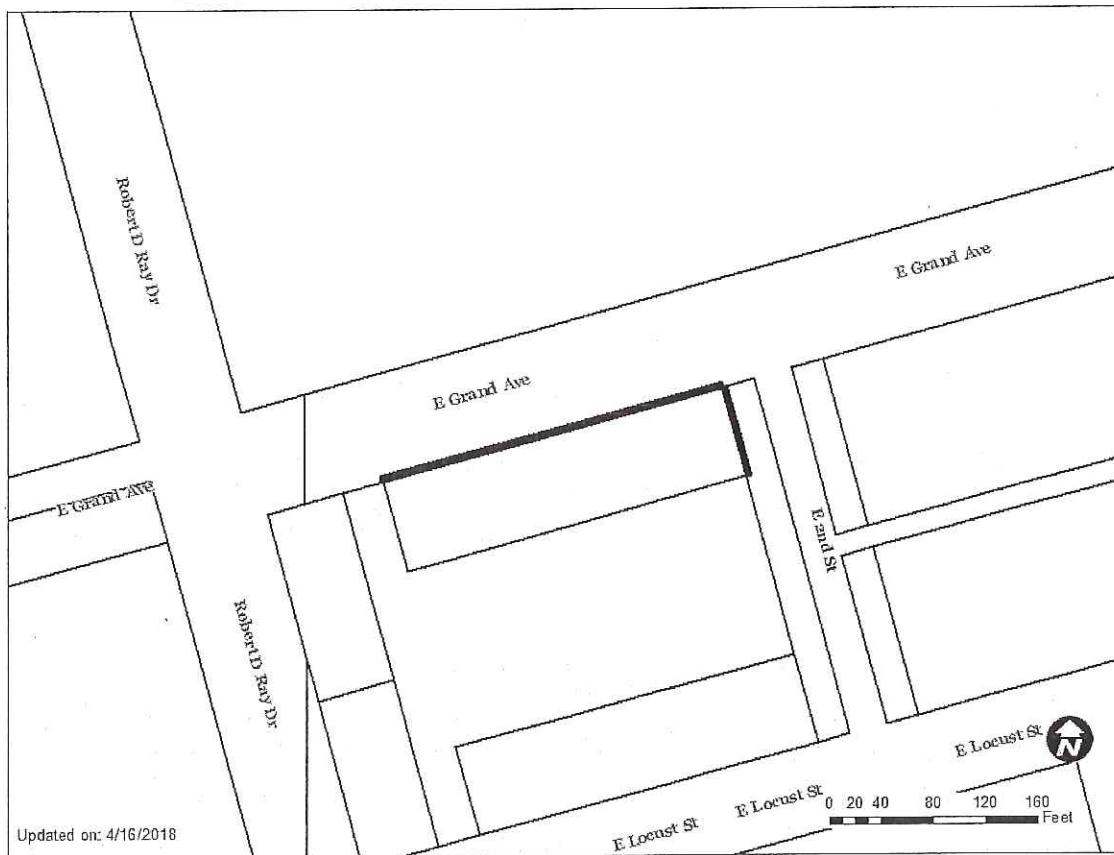 Robert D Ray Dr
E Grand Ave
E Grand Ave
E Grand Ave
E 2nd St
Robert D Ray Dr
E Locust St
N
E Locust St
0 20 40 80 120 160
Feet
E Locust St
Updated on: 4/16/2018